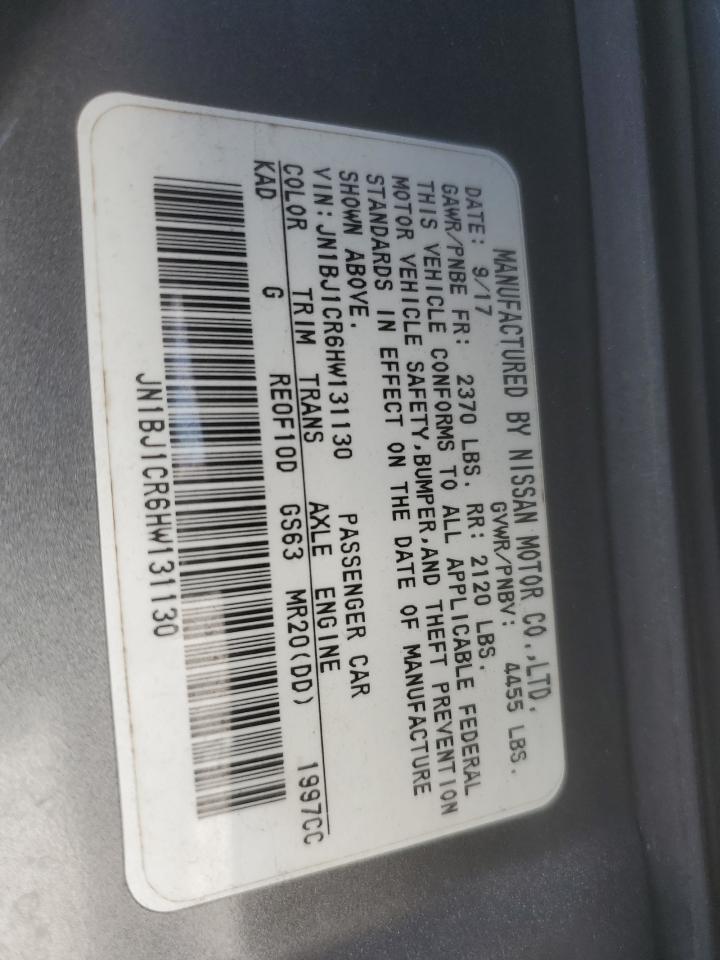 MANUFACTURED BY NISSAN MOTOR CO.,LTD.
DATE: 9/17 GVWR/PNBV: 4455 LBS.
GAWR/PNBE FR: 2370 LBS. RR: 2120 LBS.
THIS VEHICLE CONFORMS TO ALL APPLICABLE FEDERAL
MOTOR VEHICLE SAFETY,BUMPER,AND THEFT PREVENTION
STANDARDS IN EFFECT ON THE DATE OF MANUFACTURE
SHOWN ABOVE.
VIN:JN1BJ1CR6HW131130 PASSENGER CAR
COLOR TRIM TRANS AXLE ENGINE
KAD G RE0F10D GS63 MR20(DD) 1997CC
JN1BJ1CR6HW131130